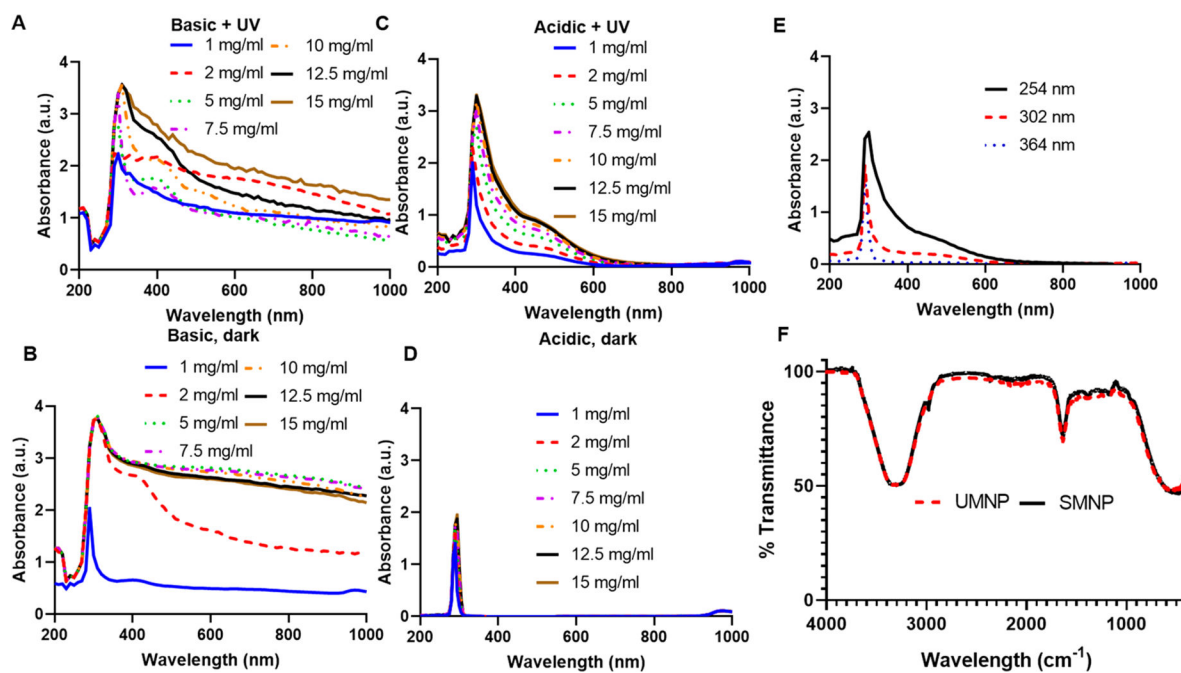 A
Basic + UV
1 mg/ml
10 mg/ml
2 mg/ml
12.5 mg/ml
5 mg/ml
15 mg/ml
7.5 mg/ml
Absorbance (a.u.)
4
3
2
1
0
200 400 600 800 1000
Wavelength (nm)
C
Acidic + UV
1 mg/ml
2 mg/ml
5 mg/ml
7.5 mg/ml
10 mg/ml
12.5 mg/ml
15 mg/ml
Absorbance (a.u.)
4
3
2
1
0
200 400 600 800 1000
Wavelength (nm)
E
254 nm
302 nm
364 nm
Absorbance (a.u.)
4
3
2
1
0
200 400 600 800 1000
Wavelength (nm)
B
Basic, dark
1 mg/ml
10 mg/ml
2 mg/ml
12.5 mg/ml
5 mg/ml
15 mg/ml
7.5 mg/ml
Absorbance (a.u.)
4
3
2
1
0
200 400 600 800 1000
Wavelength (nm)
D
Acidic, dark
1 mg/ml
2 mg/ml
5 mg/ml
7.5 mg/ml
10 mg/ml
12.5 mg/ml
15 mg/ml
Absorbance (a.u.)
4
3
2
1
0
200 400 600 800 1000
Wavelength (nm)
F
% Transmittance
100
50
0
UMNP SMNP
4000 3000 2000 1000
Wavelength (cm⁻¹)